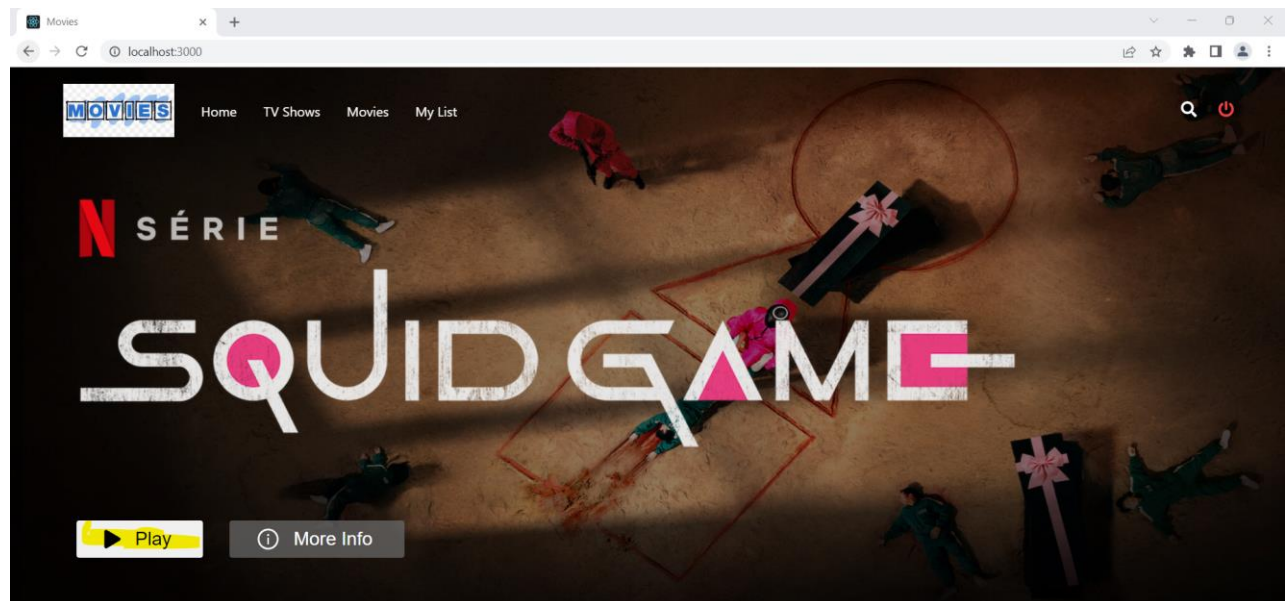 Movies
localhost:3000
MOVIES Home TV Shows Movies My List
N SÉRIE
SQUID GAME
Play More Info